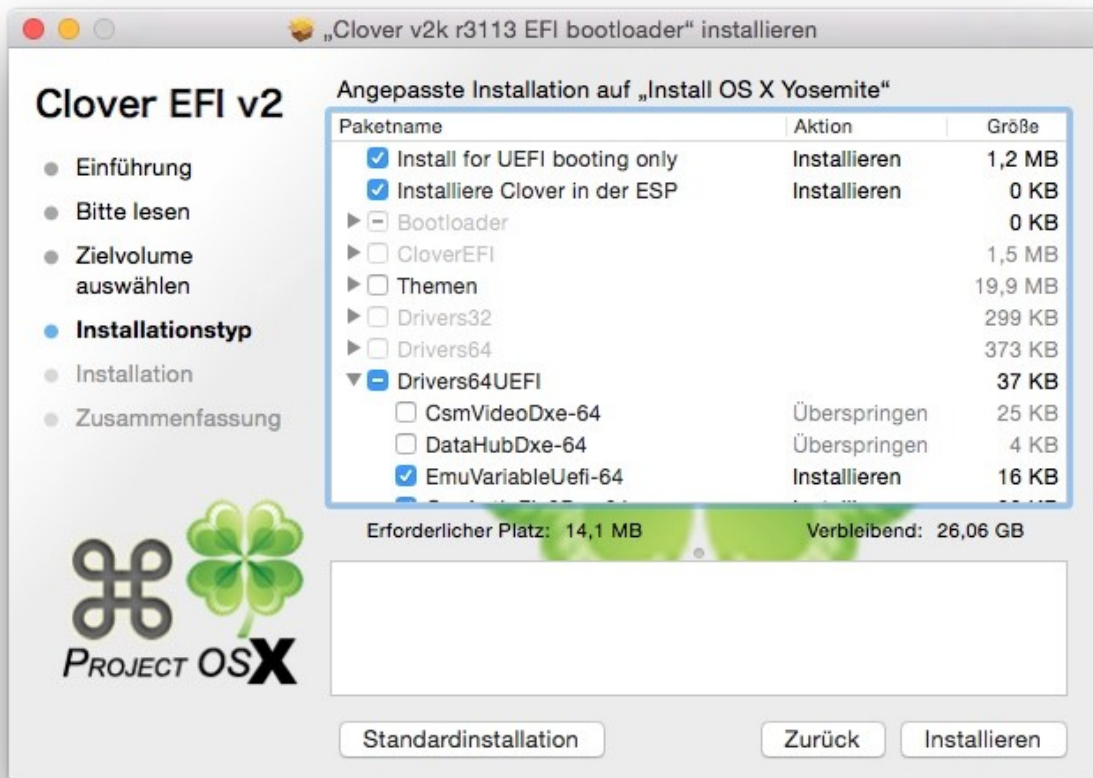 „Clover v2k r3113 EFI bootloader“ installieren
Clover EFI v2
Einführung
Bitte lesen
Zielvolume
auswählen
Installationstyp
Installation
Zusammenfassung
PROJECT OSX
Angepasste Installation auf „Install OS X Yosemite“
Paketname Aktion Größe
Install for UEFI booting only Installieren 1,2 MB
Installiere Clover in der ESP Installieren 0 KB
Bootloader 0 KB
CloverEFI 1,5 MB
Themen 19,9 MB
Drivers32 299 KB
Drivers64 373 KB
Drivers64UEFI 37 KB
CsmVideoDxe-64 Überspringen 25 KB
DataHubDxe-64 Überspringen 4 KB
EmuVariableUefi-64 Installieren 16 KB
Erforderlicher Platz: 14,1 MB Verbleibend: 26,06 GB
Standardinstallation Zurück Installieren